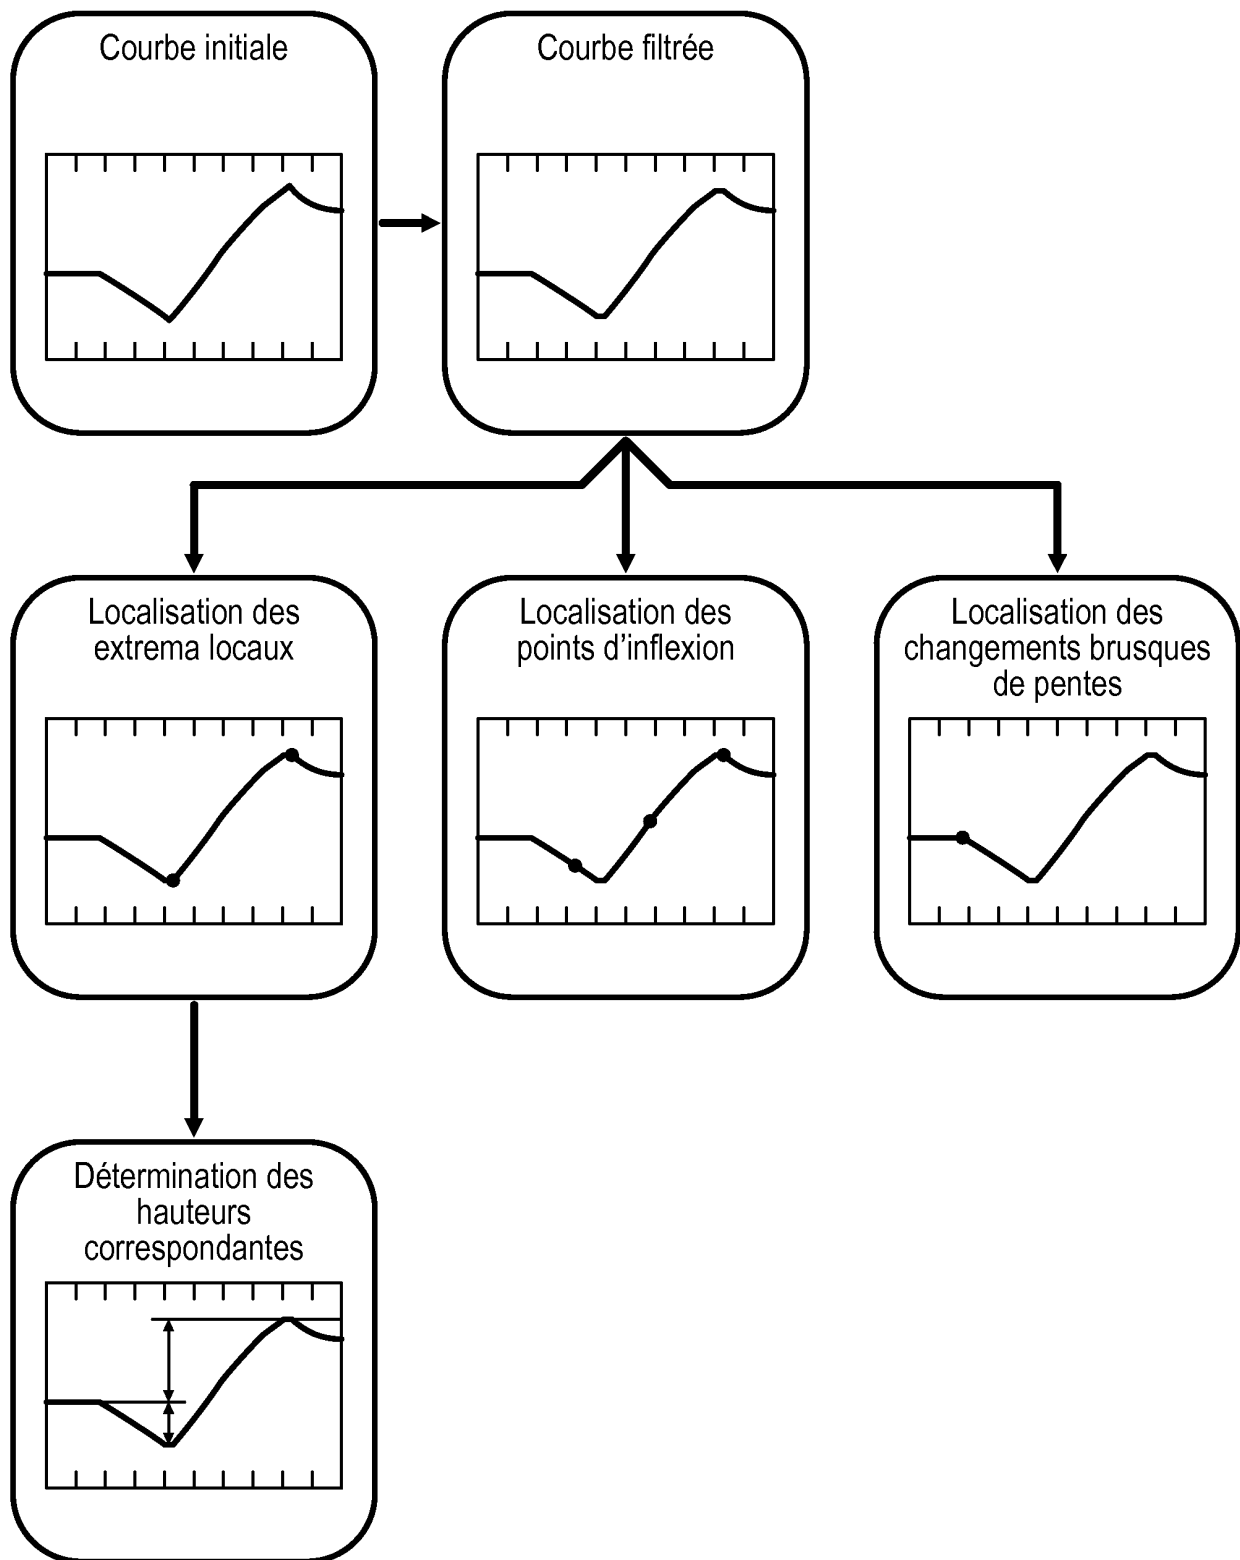 Courbe initiale
Courbe filtrée
Localisation des
extrema locaux
Localisation des
points d'inflexion
Localisation des
changements brusques
de pentes
Détermination des
hauteurs
correspondantes